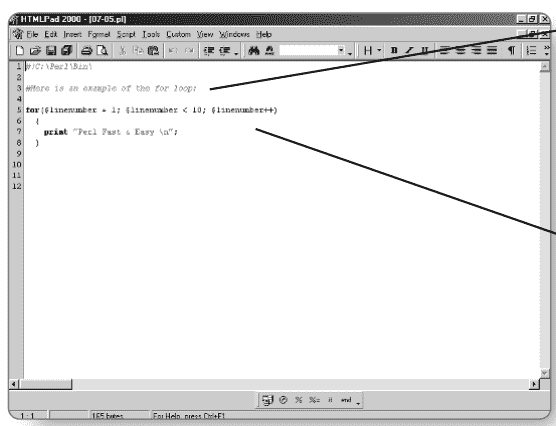 HTMLPad 2000 - [07-05.pl]
File Edit Insert Format Script Tools Custom View Windows Help
H B I U ¶
1 #!C:\Perl\Bin\
2
3 #Here is an example of the for loop:
4
5 for($linenumber = 1; $linenumber < 10; $linenumber++)
6 {
7 print "Perl Fast & Easy \n";
8 }
9
10
11
12
% %= end
1:1 165 bytes For Help, press Ctrl+F1